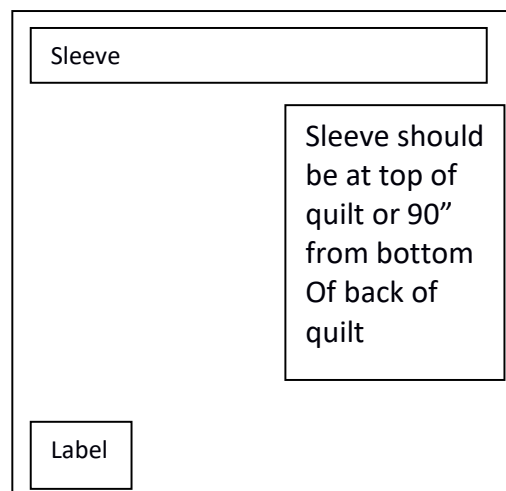 Sleeve
Sleeve should
be at top of
quilt or 90”
from bottom
Of back of
quilt
Label